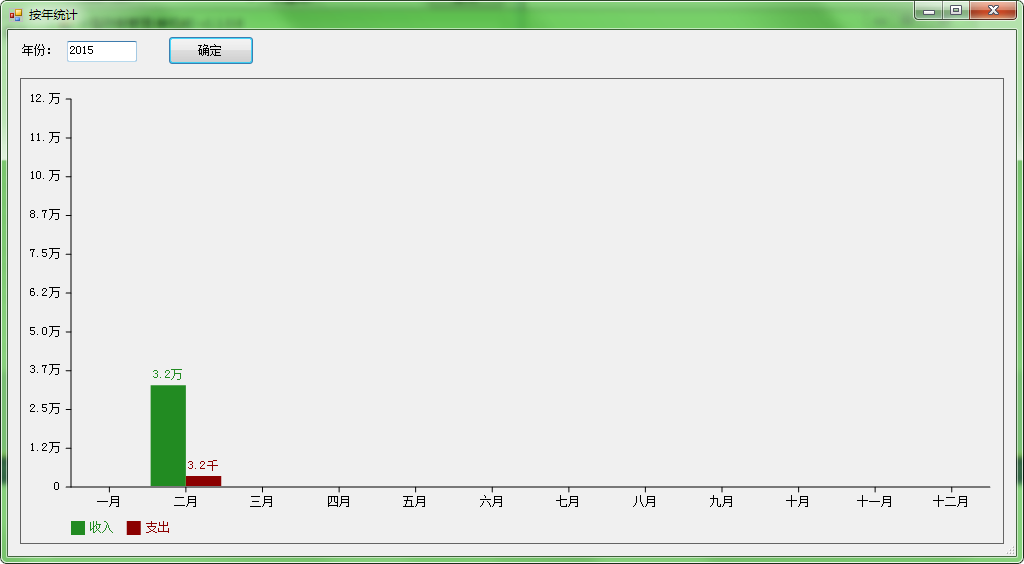 按年统计
年份： 2015 确定
12.万
11.万
10.万
8.7万
7.5万
6.2万
5.0万
3.7万
3.2万
2.5万
1.2万
3.2千
0
一月 二月 三月 四月 五月 六月 七月 八月 九月 十月 十一月 十二月
收入 支出